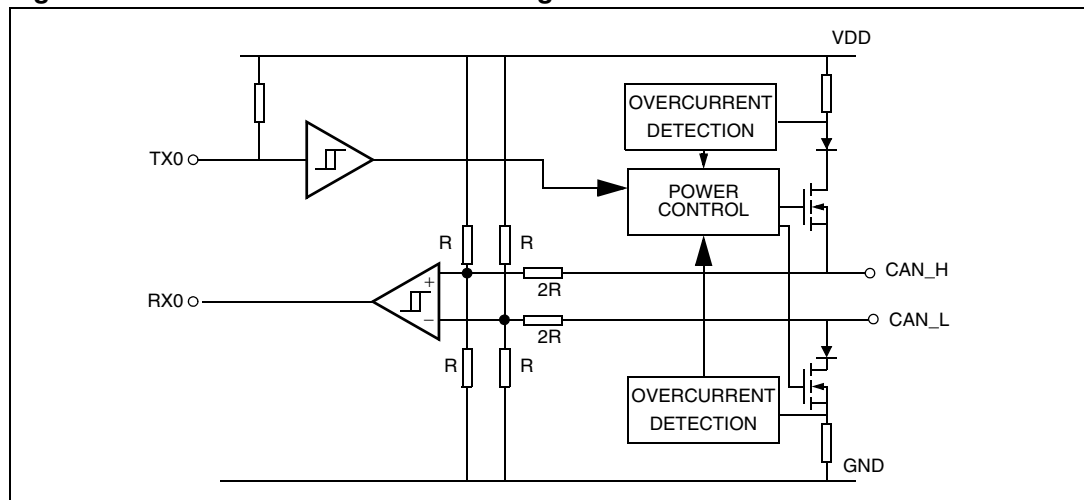 VDD
OVERCURRENT
DETECTION
TX0
POWER
CONTROL
R
R
CAN_H
+
2R
RX0
−
CAN_L
2R
R
R
OVERCURRENT
DETECTION
GND